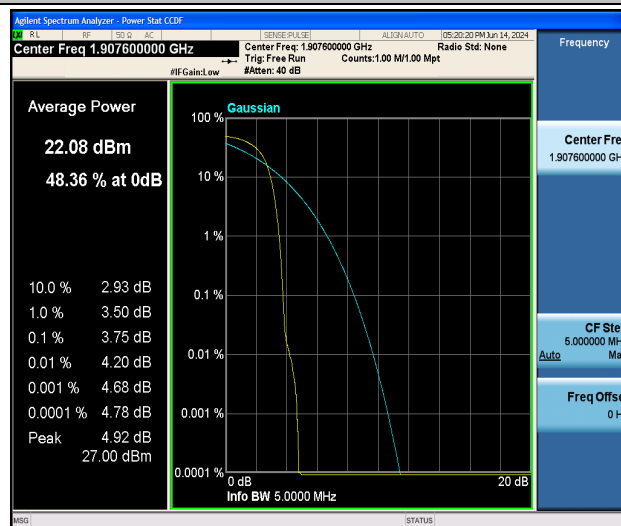 Agilent Spectrum Analyzer - Power Stat CCDF
RL RF 50 Ω AC SENSE:PULSE ALIGN AUTO 05:20:20 PM Jun 14, 2024
Center Freq 1.907600000 GHz
Center Freq: 1.907600000 GHz Radio Std: None
Trig: Free Run Counts:1.00 M/1.00 Mpt
#IFGain:Low #Atten: 40 dB
Frequency
Average Power
22.08 dBm
48.36 % at 0dB
10.0 % 2.93 dB
1.0 % 3.50 dB
0.1 % 3.75 dB
0.01 % 4.20 dB
0.001 % 4.68 dB
0.0001 % 4.78 dB
Peak 4.92 dB
27.00 dBm
Gaussian
100 %
10 %
1 %
0.1 %
0.01 %
0.001 %
0.0001 %
0 dB 20 dB
Info BW 5.0000 MHz
Center Fre
1.907600000 GH
CF Ste
5.000000 MH
Auto Ma
Freq Offse
0 H
MSG STATUS